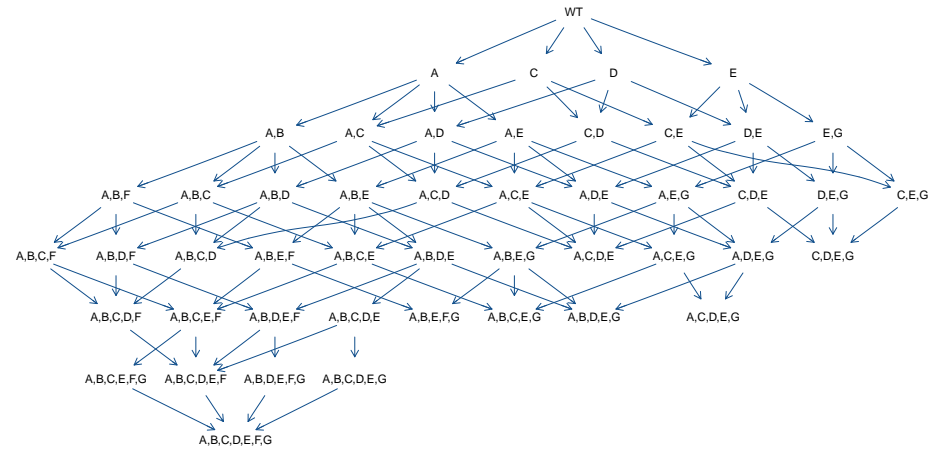 WT
A C D E
A,B A,C A,D A,E C,D C,E D,E E,G
A,B,F A,B,C A,B,D A,B,E A,C,D A,C,E A,D,E A,E,G C,D,E D,E,G C,E,G
A,B,C,F A,B,D,F A,B,C,D A,B,E,F A,B,C,E A,B,D,E A,B,E,G A,C,D,E A,C,E,G A,D,E,G C,D,E,G
A,B,C,D,F A,B,C,E,F A,B,D,E,F A,B,C,D,E A,B,E,F,G A,B,C,E,G A,B,D,E,G A,C,D,E,G
A,B,C,E,F,G A,B,C,D,E,F A,B,D,E,F,G A,B,C,D,E,G
A,B,C,D,E,F,G